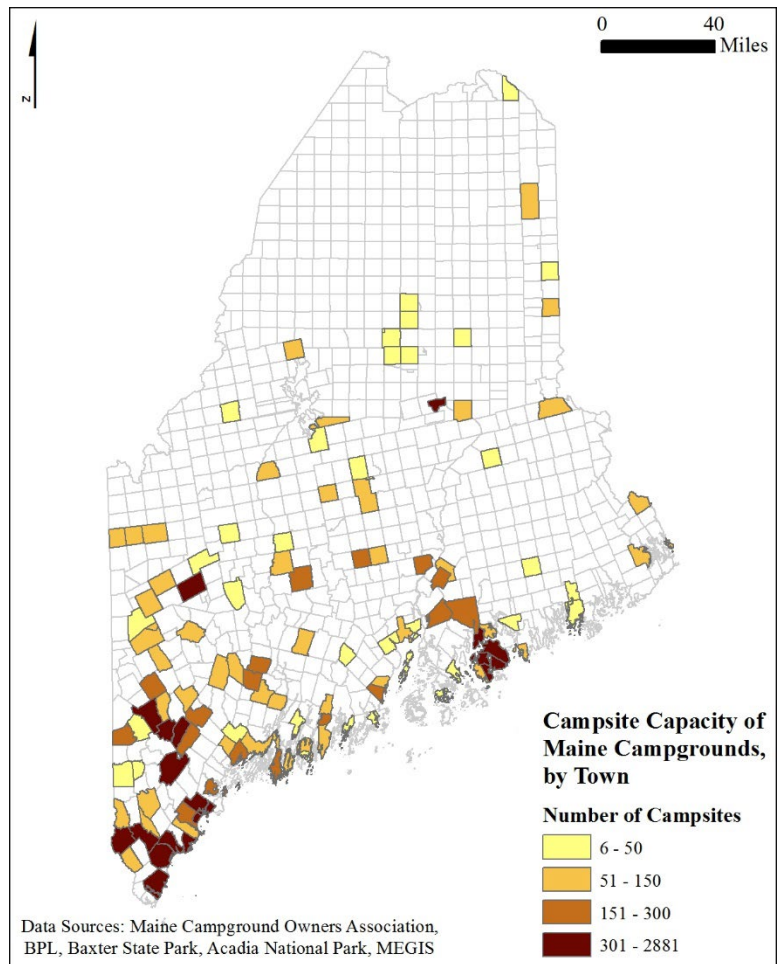 0 40
Miles
N
Campsite Capacity of
Maine Campgrounds,
by Town
Number of Campsites
6 - 50
51 - 150
151 - 300
301 - 2881
Data Sources: Maine Campground Owners Association,
BPL, Baxter State Park, Acadia National Park, MEGIS